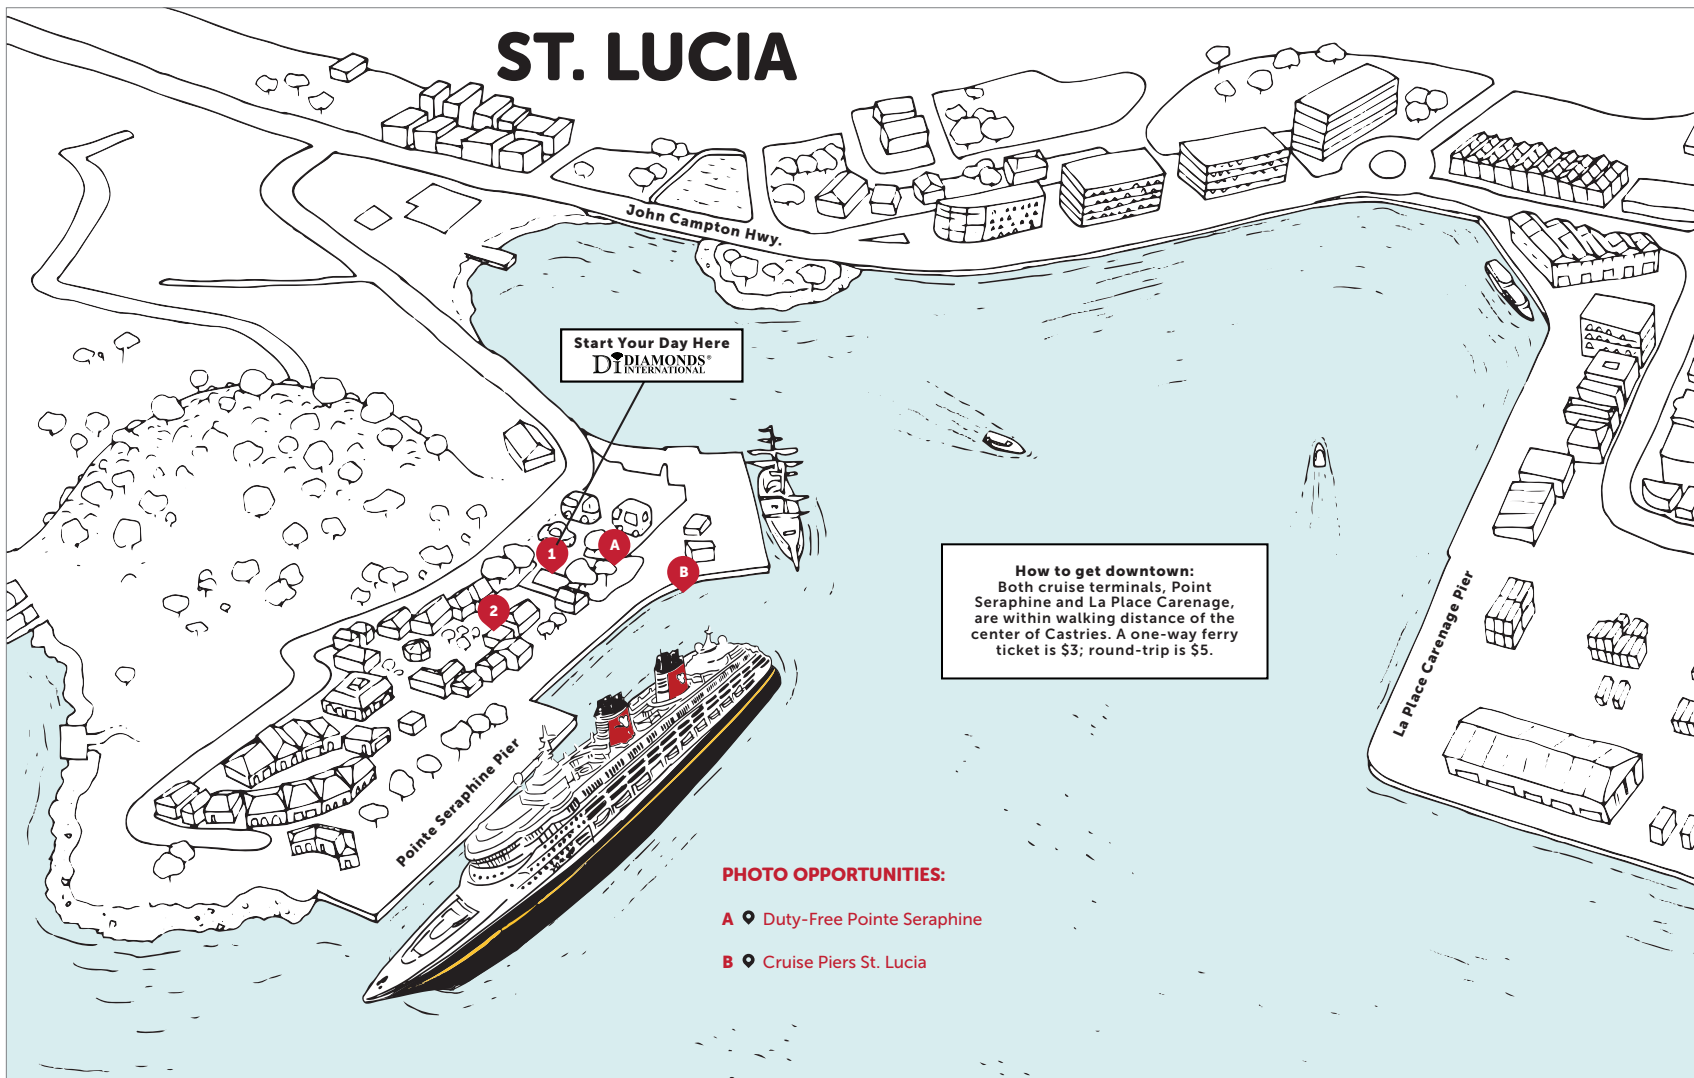 ST. LUCIA
John Campton Hwy.
Start Your Day Here
DI DIAMONDS®
INTERNATIONAL
1
A
B
2
How to get downtown:
Both cruise terminals, Point
Seraphine and La Place Carenage,
are within walking distance of the
center of Castries. A one-way ferry
ticket is $3; round-trip is $5.
La Place Carenage Pier
Pointe Seraphine Pier
PHOTO OPPORTUNITIES:
A Duty-Free Pointe Seraphine
B Cruise Piers St. Lucia